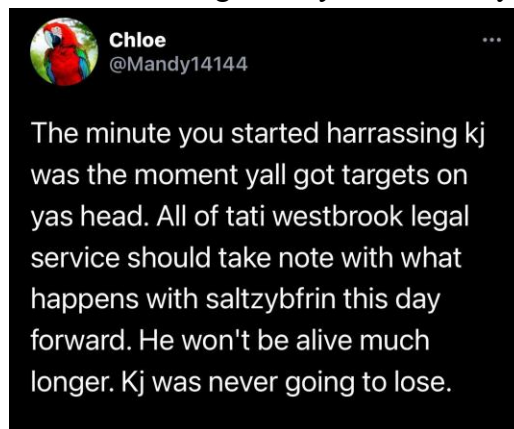 Chloe
@Mandy14144
The minute you started harrassing kj
was the moment yall got targets on
yas head. All of tati westbrook legal
service should take note with what
happens with saltzybfrin this day
forward. He won't be alive much
longer. Kj was never going to lose.